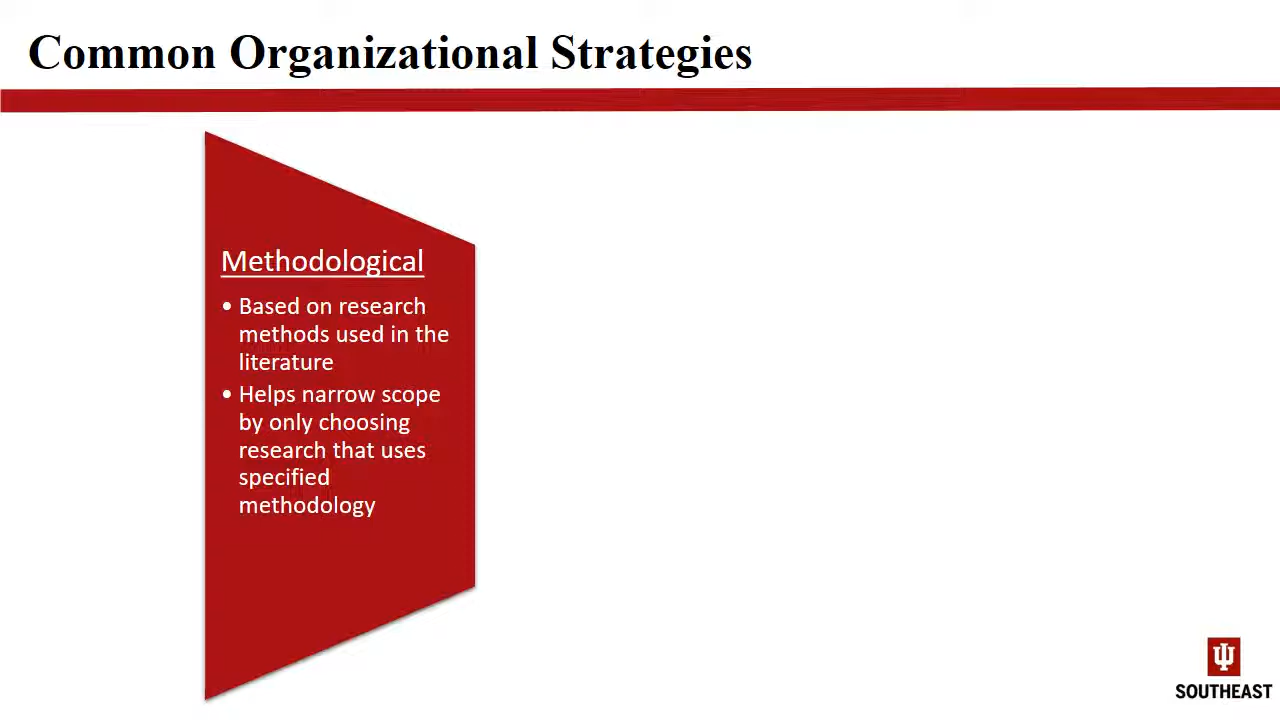 Common Organizational Strategies
Methodological
• Based on research
methods used in the
literature
• Helps narrow scope
by only choosing
research that uses
specified
methodology
SOUTHEAST